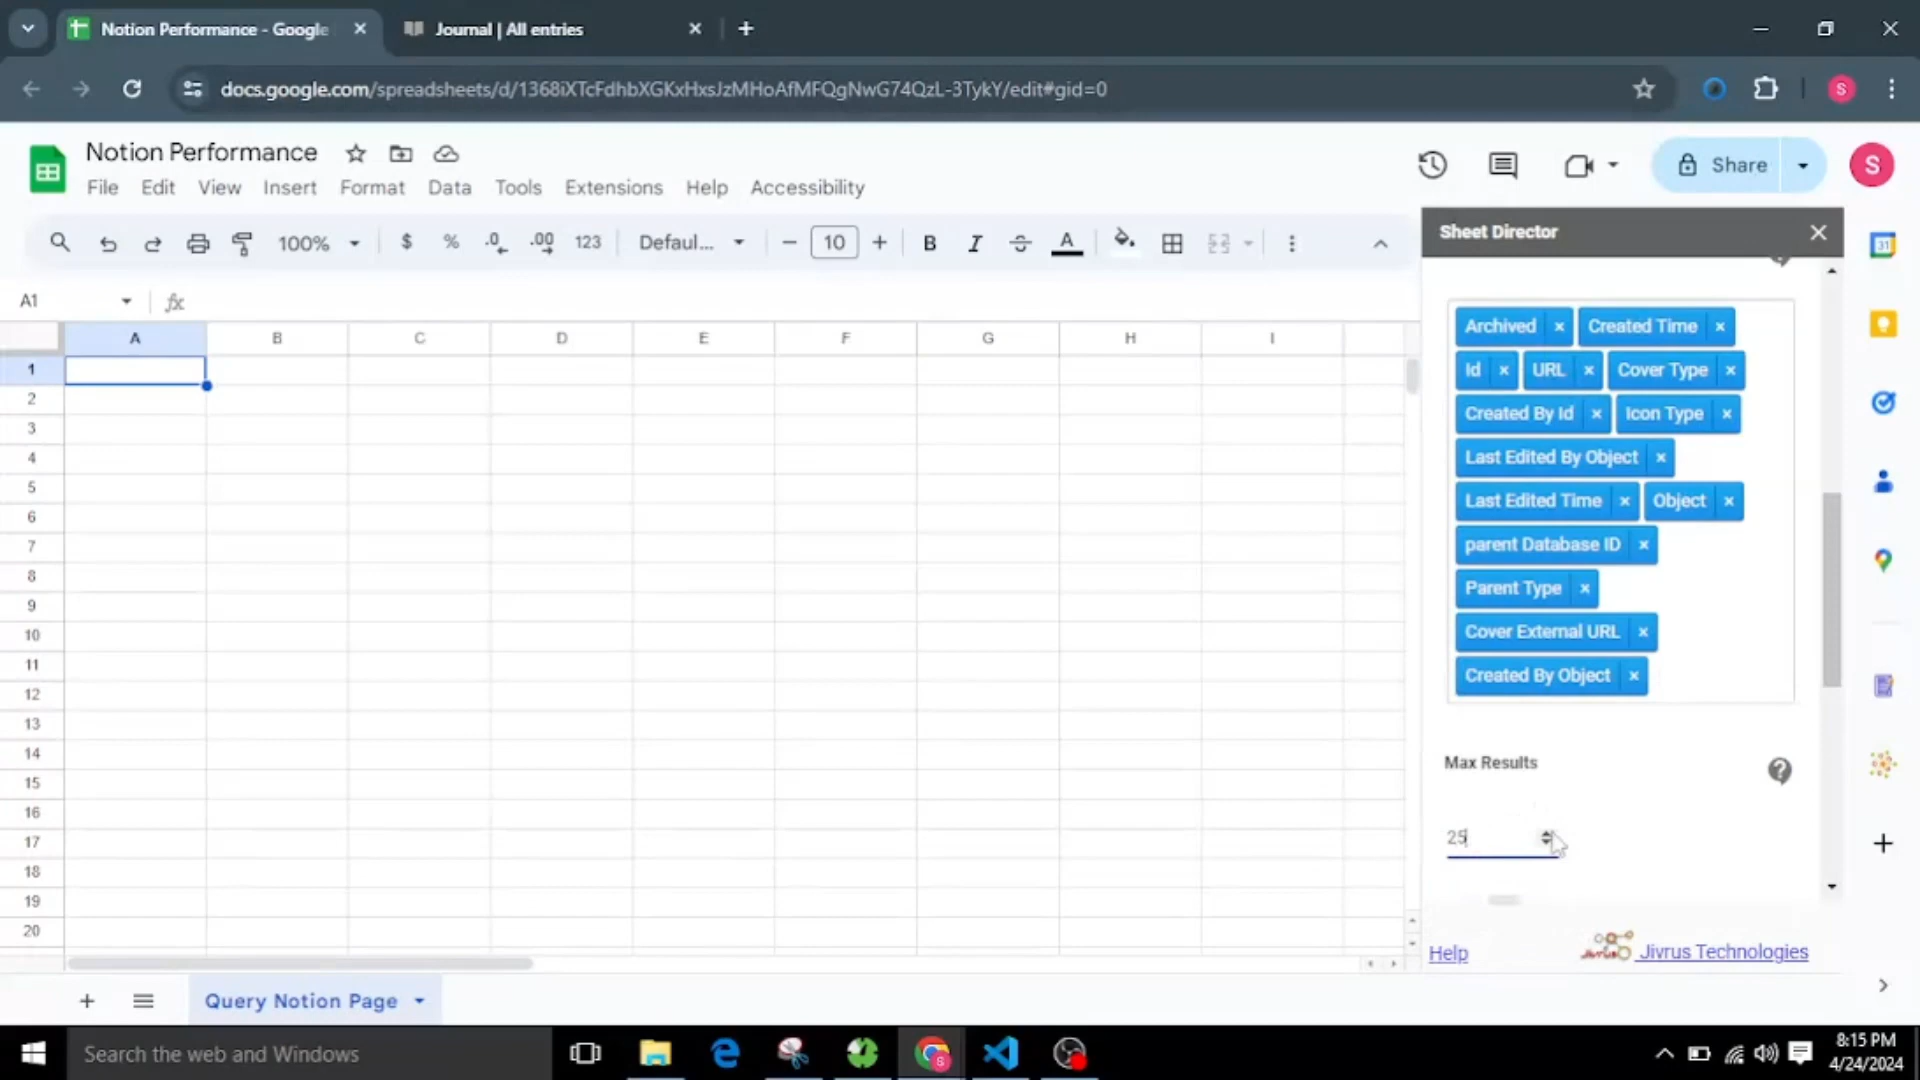 Notion Performance - Google
Journal | All entries
docs.google.com/spreadsheets/d/1368iXTcFdhbXGKxHxsJzMHoAfMFQgNwG74QzL-3TykY/edit#gid=0
S
Notion Performance
File Edit View Insert Format Data Tools Extensions Help Accessibility
Share
S
100% $ % .0 .00 123 Defaul... 10 B I A
Sheet Director
31
A1
fx
A B C D E F G H I
1
2
3
4
5
6
7
8
9
10
11
12
13
14
15
16
17
18
19
20
Archived × Created Time ×
Id × URL × Cover Type ×
Created By Id × Icon Type ×
Last Edited By Object ×
Last Edited Time × Object ×
parent Database ID ×
Parent Type ×
Cover External URL ×
Created By Object ×
Max Results
25
Help
Jivrus Technologies
Query Notion Page
Search the web and Windows
8:15 PM
4/24/2024